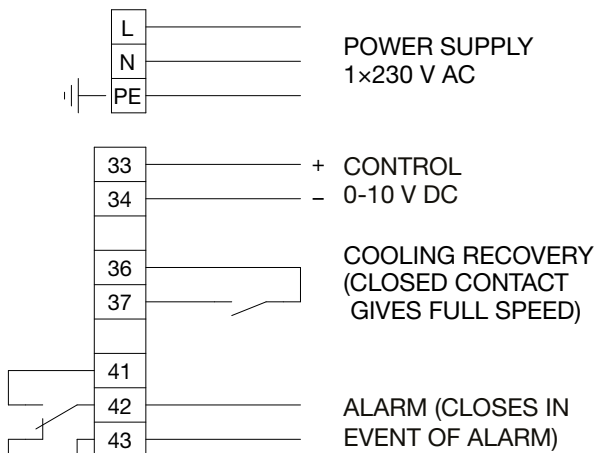 L
N
PE
POWER SUPPLY
1×230 V AC
33
34
+
–
CONTROL
0-10 V DC
36
37
COOLING RECOVERY
(CLOSED CONTACT
GIVES FULL SPEED)
41
42
43
ALARM (CLOSES IN
EVENT OF ALARM)